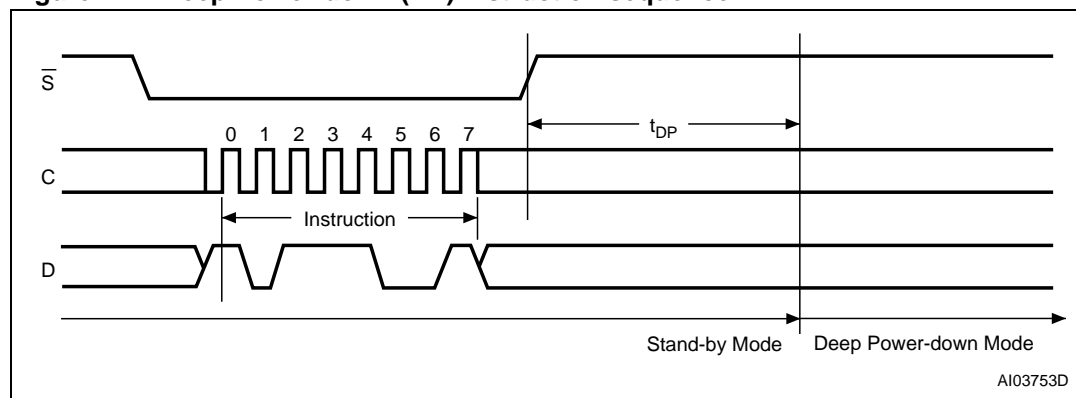 S
0 1 2 3 4 5 6 7
tDP
C
Instruction
D
Stand-by Mode Deep Power-down Mode
AI03753D